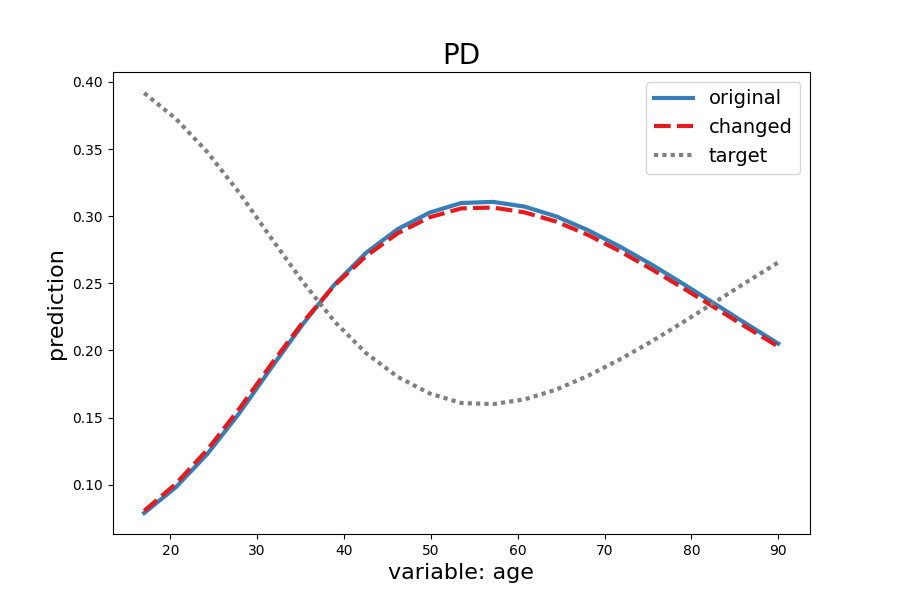 PD
original
changed
target
0.40
0.35
0.30
0.25
0.20
0.15
0.10
prediction
20 30 40 50 60 70 80 90
variable: age